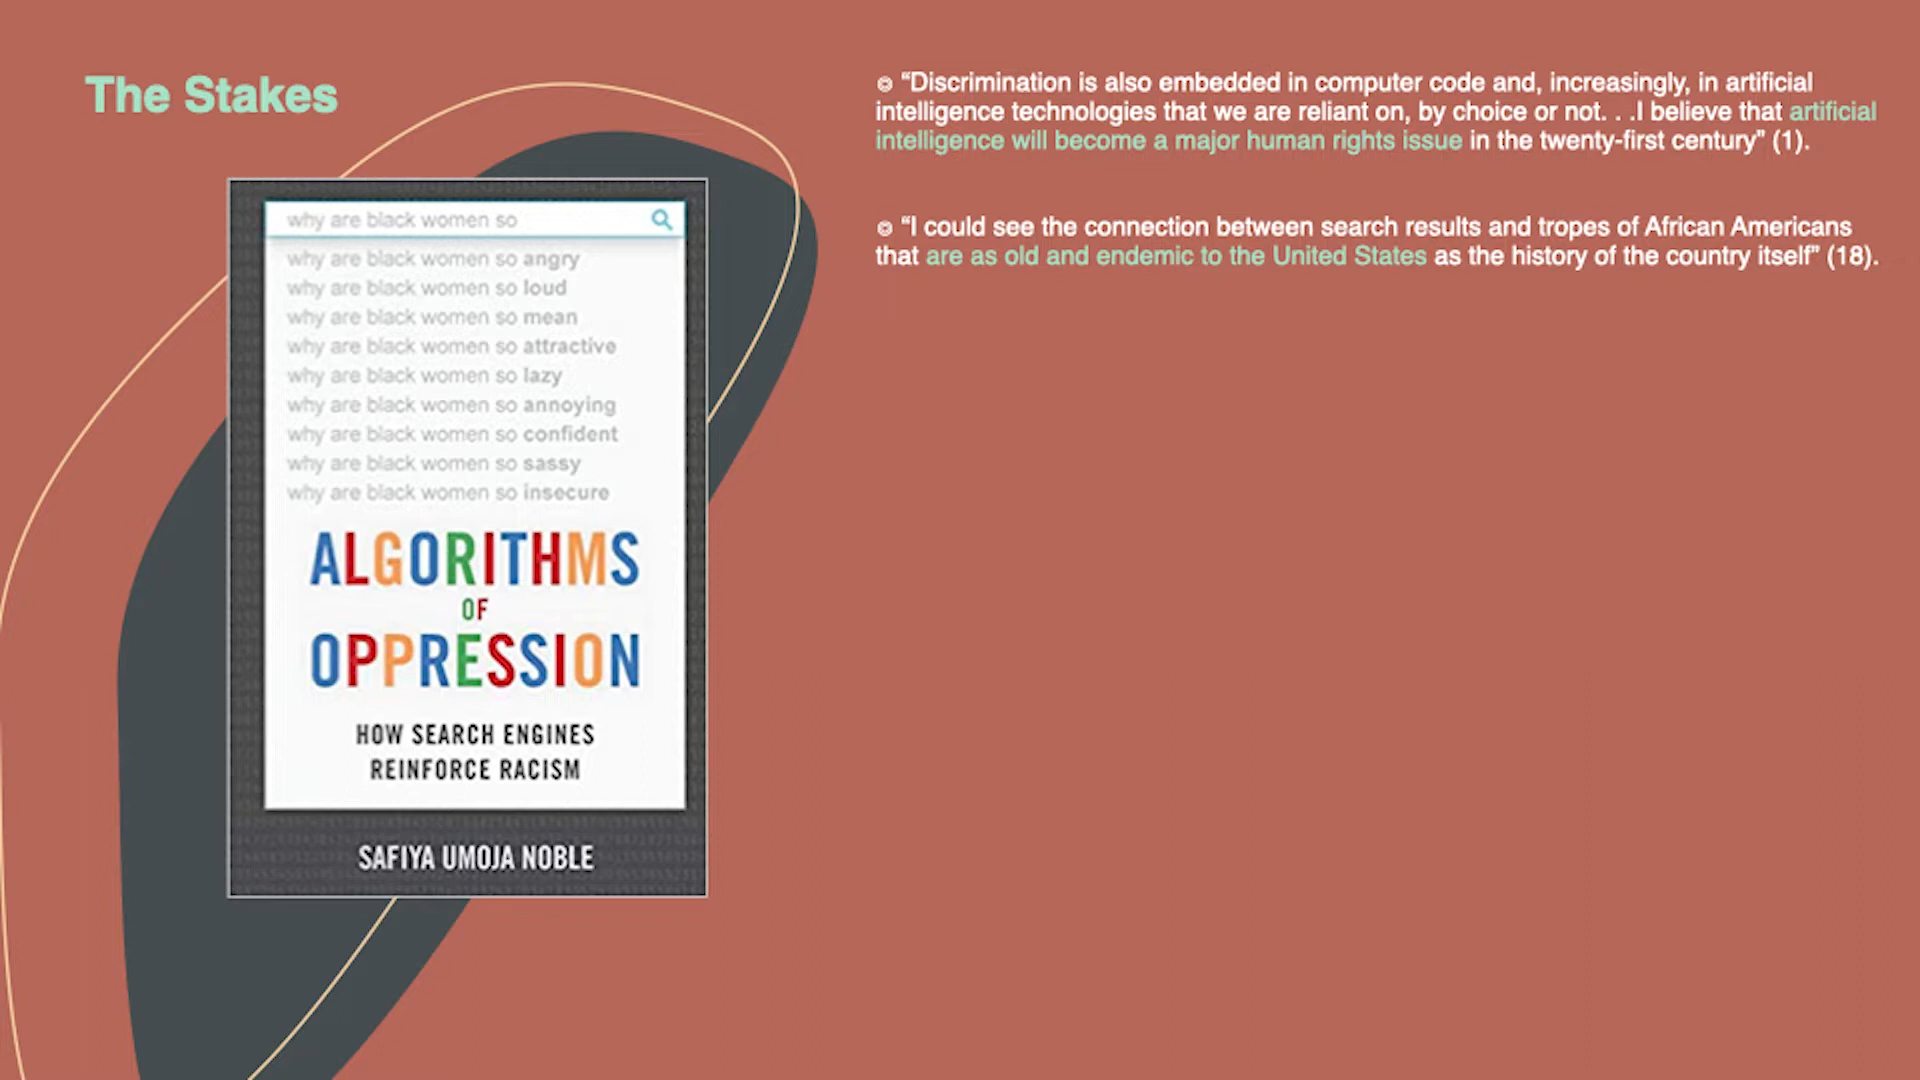 The Stakes
why are black women so
why are black women so angry
why are black women so loud
why are black women so mean
why are black women so attractive
why are black women so lazy
why are black women so annoying
why are black women so confident
why are black women so sassy
why are black women so insecure
ALGORITHMS
OF
OPPRESSION
HOW SEARCH ENGINES
REINFORCE RACISM
SAFIYA UMOJA NOBLE
“Discrimination is also embedded in computer code and, increasingly, in artificial
intelligence technologies that we are reliant on, by choice or not. . .I believe that artificial
intelligence will become a major human rights issue in the twenty-first century” (1).
“I could see the connection between search results and tropes of African Americans
that are as old and endemic to the United States as the history of the country itself” (18).